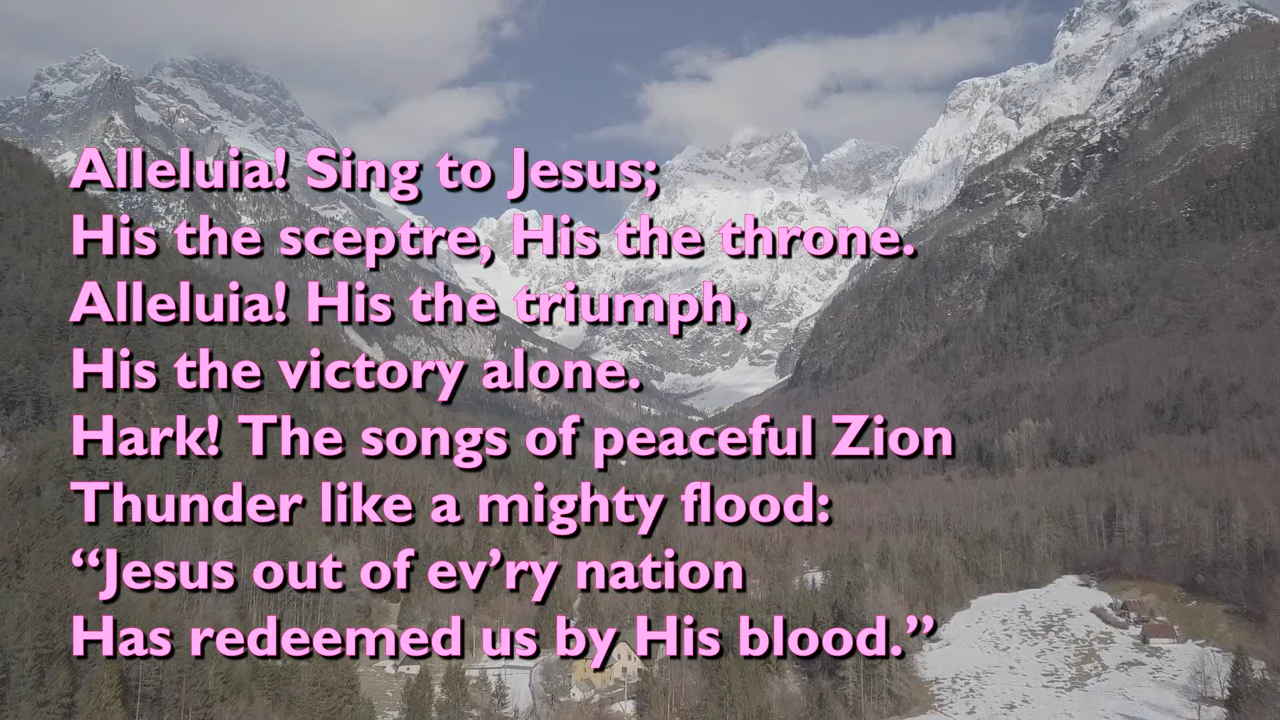 Alleluia! Sing to Jesus;
His the sceptre, His the throne.
Alleluia! His the triumph,
His the victory alone.
Hark! The songs of peaceful Zion
Thunder like a mighty flood:
“Jesus out of ev’ry nation
Has redeemed us by His blood.”